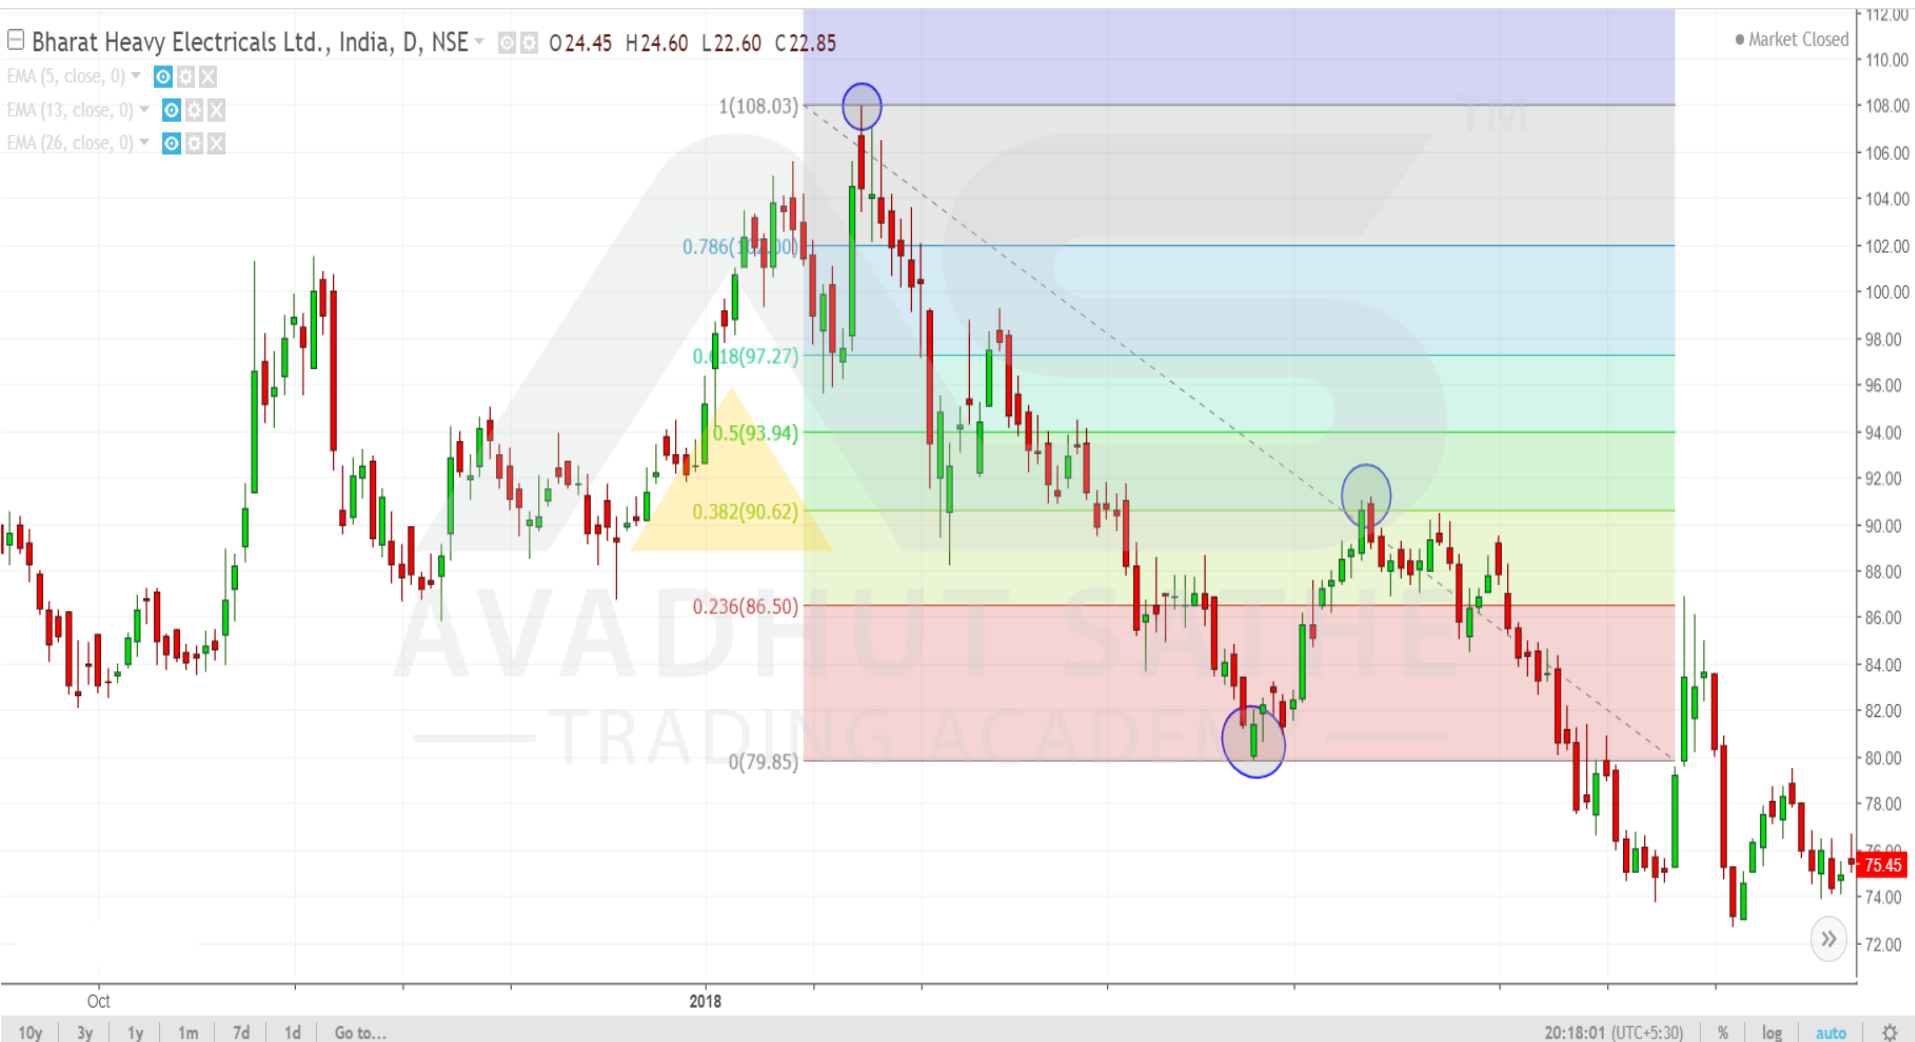 Bharat Heavy Electricals Ltd., India, D, NSE O24.45 H24.60 L22.60 C22.85
Market Closed
EMA (5, close, 0)
EMA (13, close, 0)
EMA (26, close, 0)
TM
1(108.03)
0.786(102.00)
0.618(97.27)
0.5(93.94)
0.382(90.62)
0.236(86.50)
0(79.85)
AVADHUT SATHE
TRADING ACADEMY
112.00
110.00
108.00
106.00
104.00
102.00
100.00
98.00
96.00
94.00
92.00
90.00
88.00
86.00
84.00
82.00
80.00
78.00
76.00
75.45
74.00
72.00
Oct 2018
10y 3y 1y 1m 7d 1d Go to... 20:18:01 (UTC+5:30) % log auto